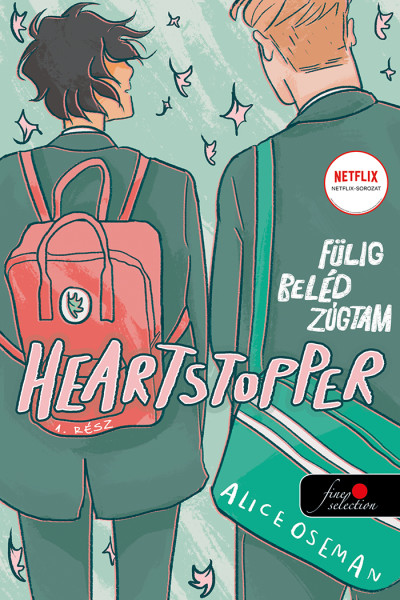 NETFLIX
NETFLIX-SOROZAT
FÜLIG
BELÉD
ZÚGTAM
HEARTSTOPPER
1. RÉSZ
fine
selection
ALICE OSEMAN